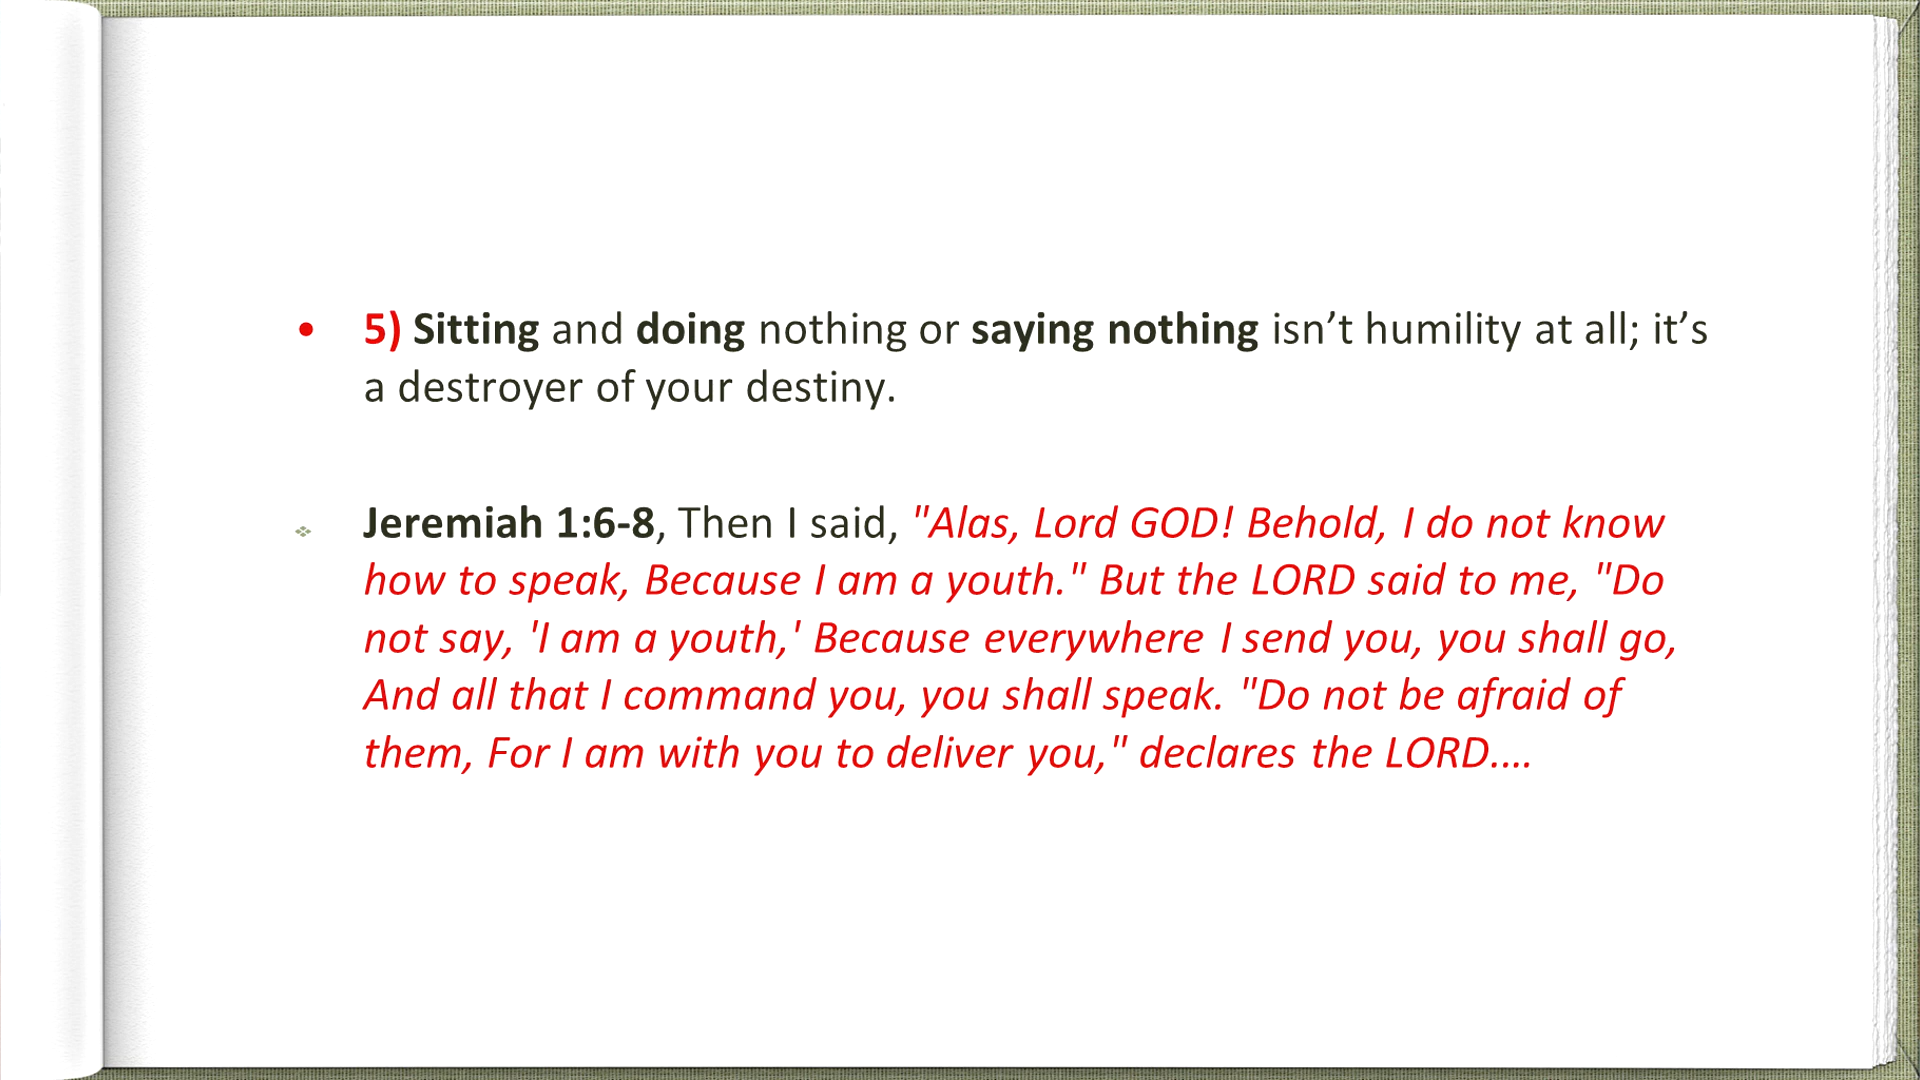 • 5) Sitting and doing nothing or saying nothing isn’t humility at all; it’s
a destroyer of your destiny.
❖ Jeremiah 1:6-8, Then I said, "Alas, Lord GOD! Behold, I do not know
how to speak, Because I am a youth." But the LORD said to me, "Do
not say, 'I am a youth,' Because everywhere I send you, you shall go,
And all that I command you, you shall speak. "Do not be afraid of
them, For I am with you to deliver you," declares the LORD....